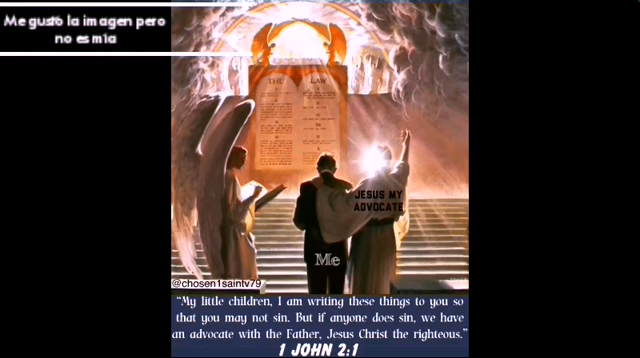 Me gustó la imagen pero
no es mia
THE LAW
JESUS MY
ADVOCATE
Me
@chosen1saintv79
“My little children, I am writing these things to you so
that you may not sin. But if anyone does sin, we have
an advocate with the Father, Jesus Christ the righteous.”
1 JOHN 2:1